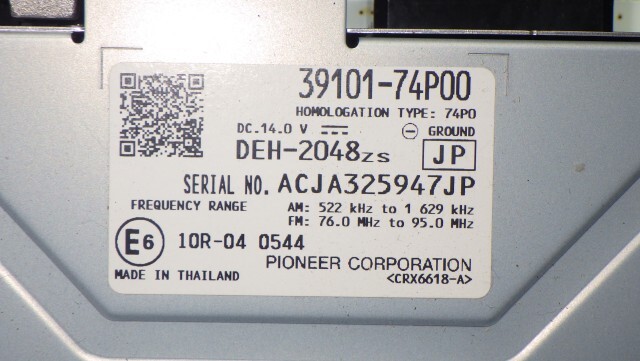 39101-74P00
HOMOLOGATION TYPE: 74P0
DC.14.0 V ⎓ ⊖ GROUND
DEH-2048ZS JP
SERIAL NO. ACJA325947JP
FREQUENCY RANGE AM: 522 kHz to 1 629 kHz
FM: 76.0 MHz to 95.0 MHz
E6 10R-04 0544
PIONEER CORPORATION
MADE IN THAILAND <CRX6618-A>